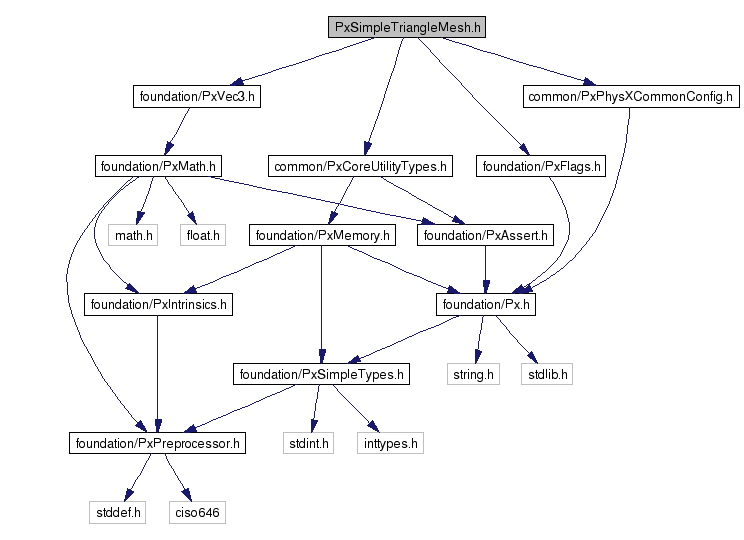 PxSimpleTriangleMesh.h
foundation/PxVec3.h
common/PxPhysXCommonConfig.h
foundation/PxMath.h
common/PxCoreUtilityTypes.h
foundation/PxFlags.h
math.h
float.h
foundation/PxMemory.h
foundation/PxAssert.h
foundation/PxIntrinsics.h
foundation/Px.h
foundation/PxSimpleTypes.h
string.h
stdlib.h
foundation/PxPreprocessor.h
stdint.h
inttypes.h
stddef.h
ciso646